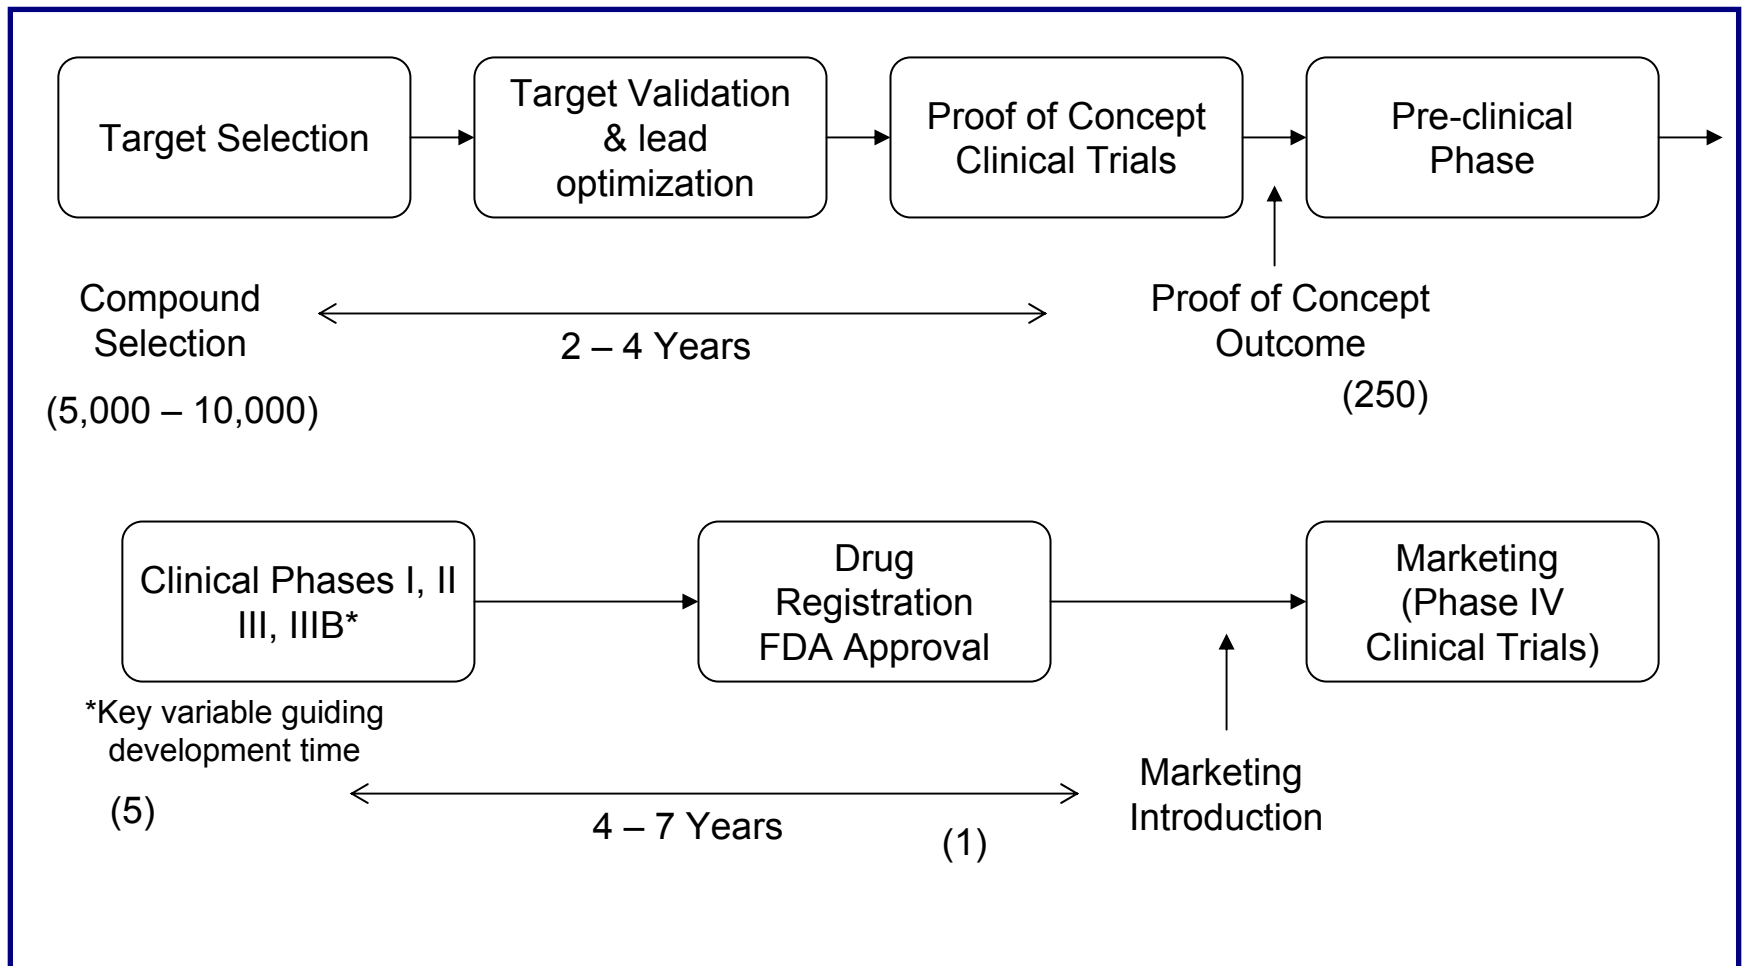 Target Selection
Target Validation
& lead
optimization
Proof of Concept
Clinical Trials
Pre-clinical
Phase
Compound
Selection
(5,000 – 10,000)
2 – 4 Years
Proof of Concept
Outcome
(250)
Clinical Phases I, II
III, IIIB*
*Key variable guiding
development time
(5)
4 – 7 Years
Drug
Registration
FDA Approval
(1)
Marketing
Introduction
Marketing
(Phase IV
Clinical Trials)